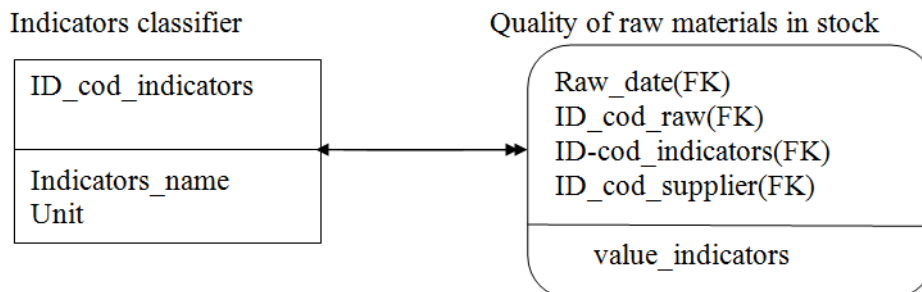 Indicators classifier
ID_cod_indicators
Indicators_name
Unit
Quality of raw materials in stock
Raw_date(FK)
ID_cod_raw(FK)
ID-cod_indicators(FK)
ID_cod_supplier(FK)
value_indicators